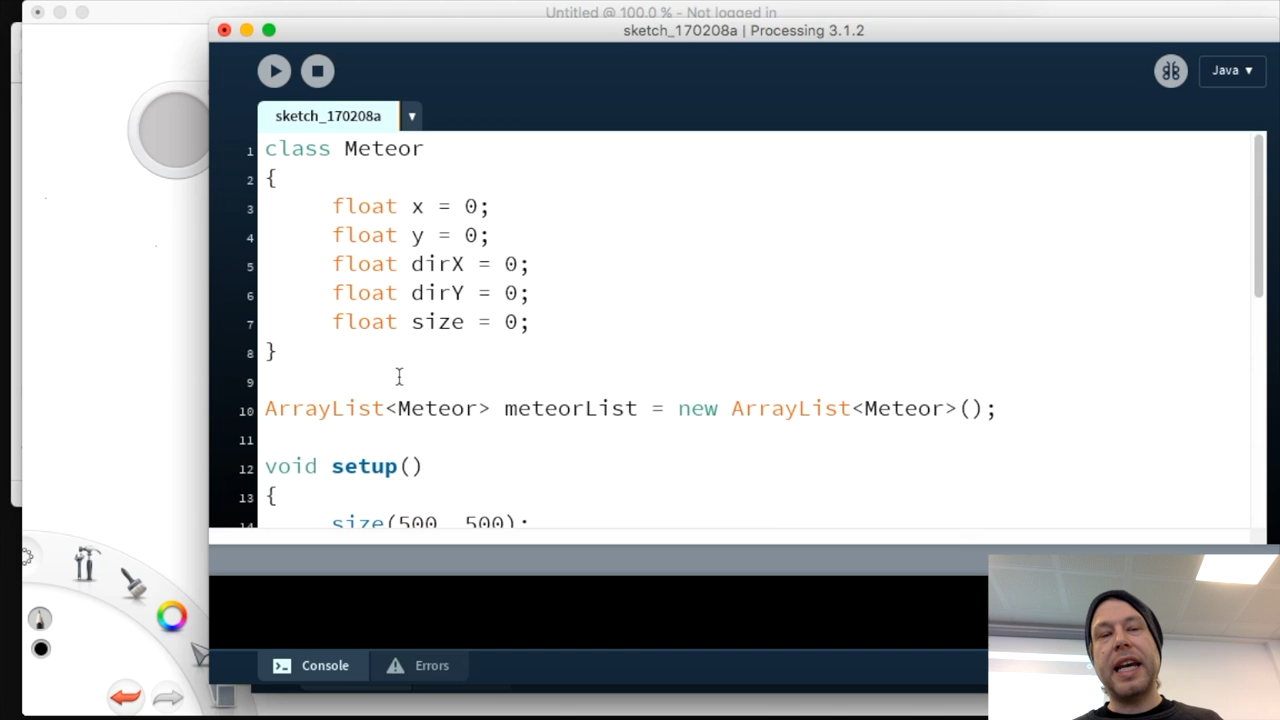 Untitled @ 100.0 % - Not logged in
sketch_170208a | Processing 3.1.2
Java ▾
sketch_170208a ▾
1 class Meteor
2 {
3 float x = 0;
4 float y = 0;
5 float dirX = 0;
6 float dirY = 0;
7 float size = 0;
8 }
9
10 ArrayList<Meteor> meteorList = new ArrayList<Meteor>();
11
12 void setup()
13 {
14 size(500, 500);
Console Errors